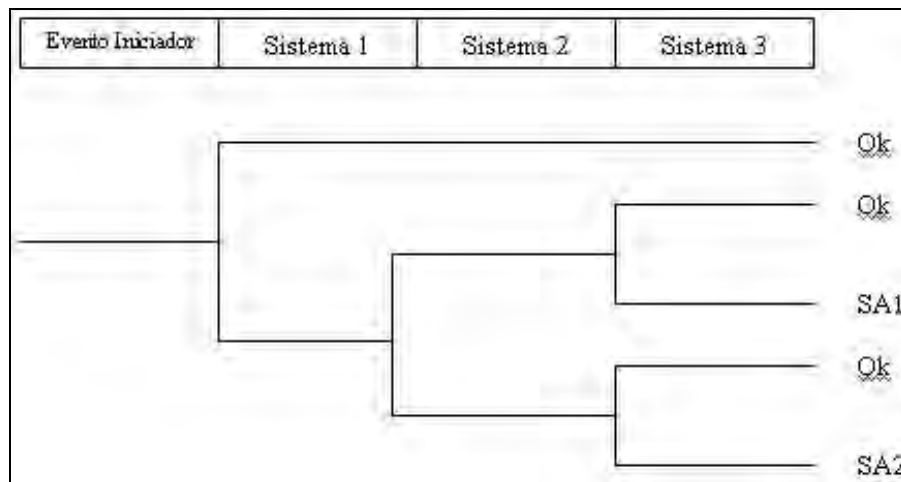 Evento Iniciador Sistema 1 Sistema 2 Sistema 3
Ok
Ok
SA1
Ok
SA2